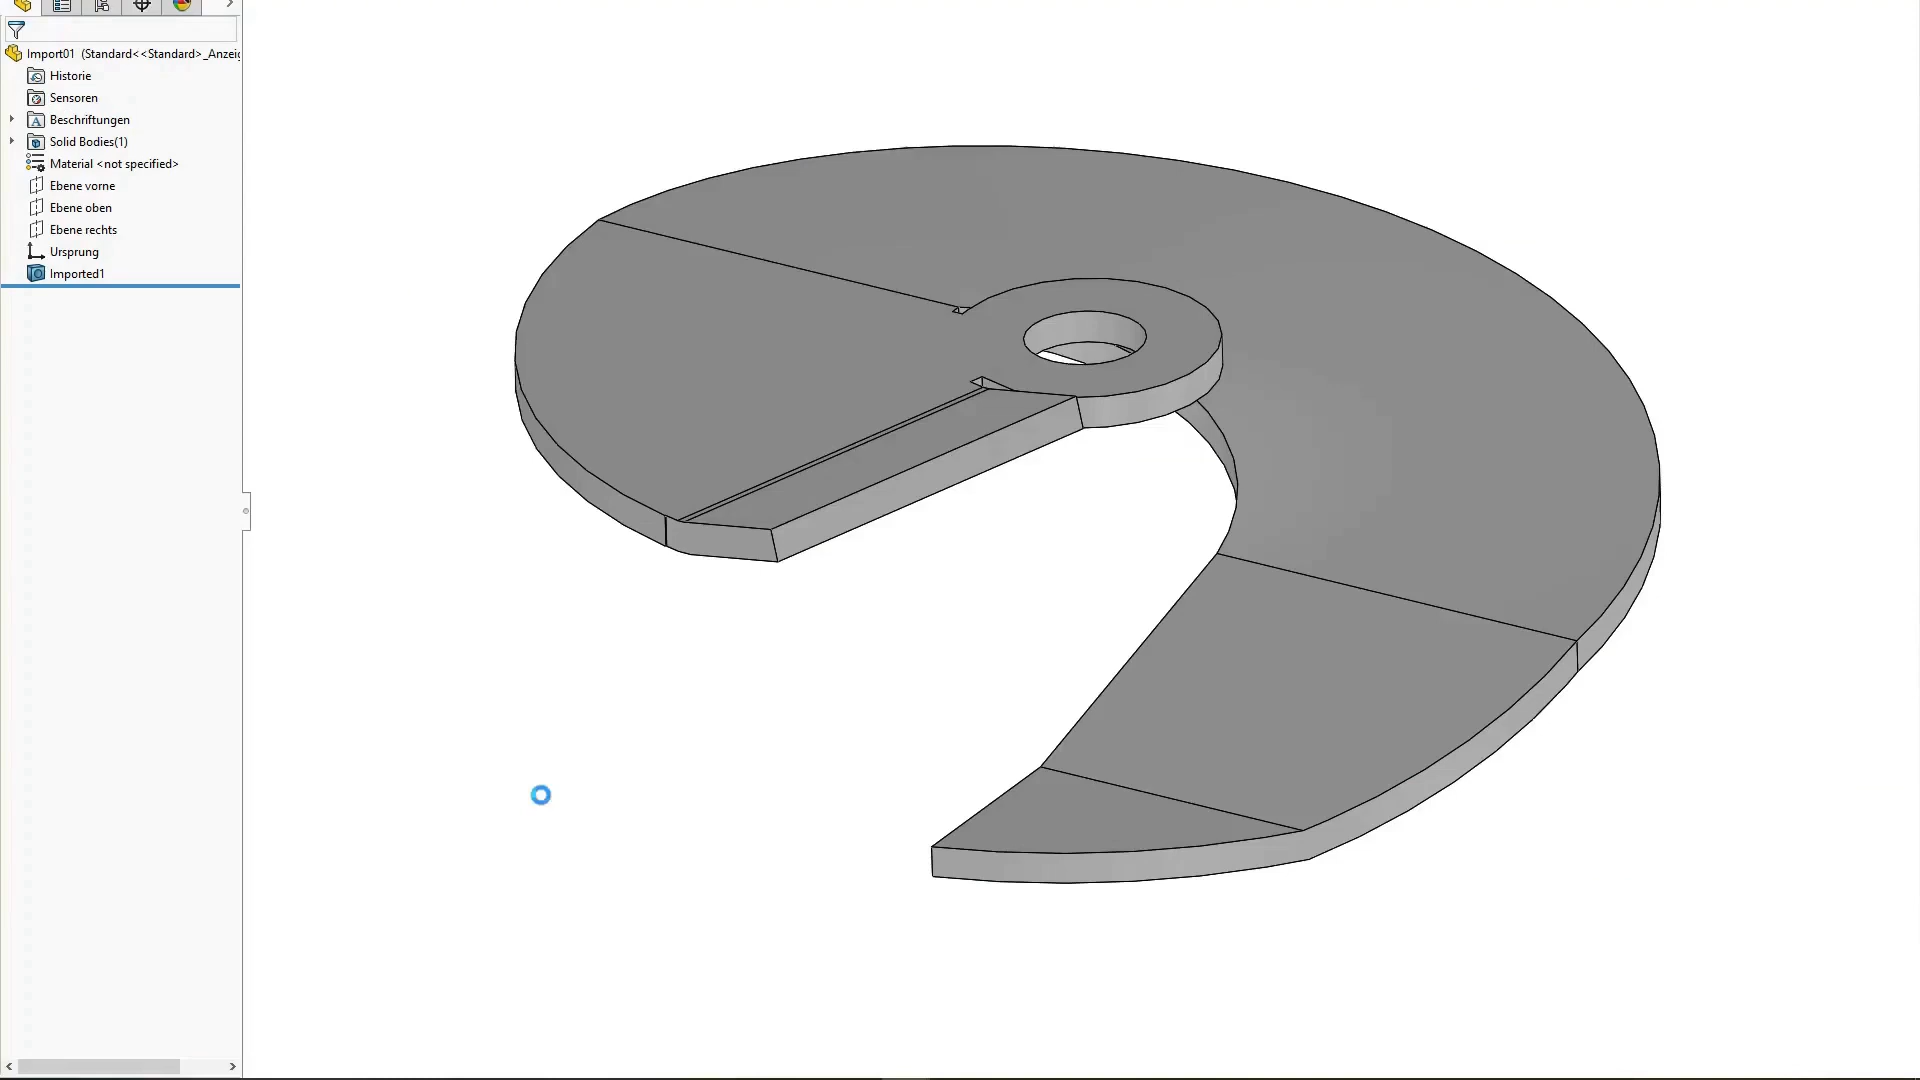 Import01 (Standard<<Standard>_Anzeig
Historie
Sensoren
A Beschriftungen
Solid Bodies(1)
Material <not specified>
Ebene vorne
Ebene oben
Ebene rechts
Ursprung
Imported1